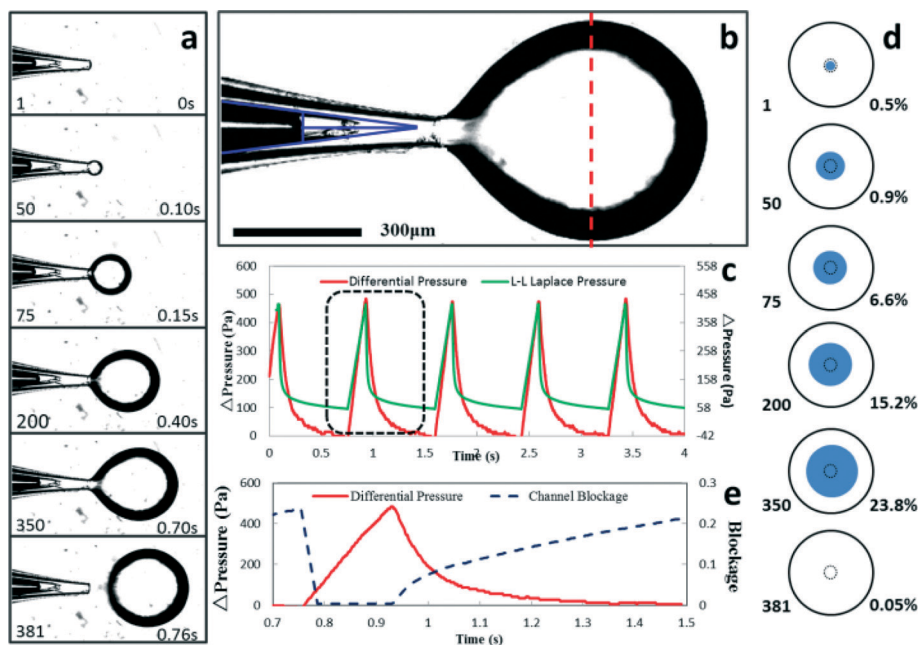 a
1 0s
50 0.10s
75 0.15s
200 0.40s
350 0.70s
381 0.76s
b
300μm
c
Differential Pressure L-L Laplace Pressure
△Pressure (Pa)
600
500
400
300
200
100
0
558
458
358
258
158
58
-42
△Pressure (Pa)
0 0.5 1 1.5 2 2.5 3 3.5 4
Time (s)
e
Differential Pressure Channel Blockage
△Pressure (Pa)
600
400
200
0
0.3
0.2
0.1
0
Blockage
0.7 0.8 0.9 1 1.1 1.2 1.3 1.4 1.5
Time (s)
d
1 0.5%
50 0.9%
75 6.6%
200 15.2%
350 23.8%
381 0.05%